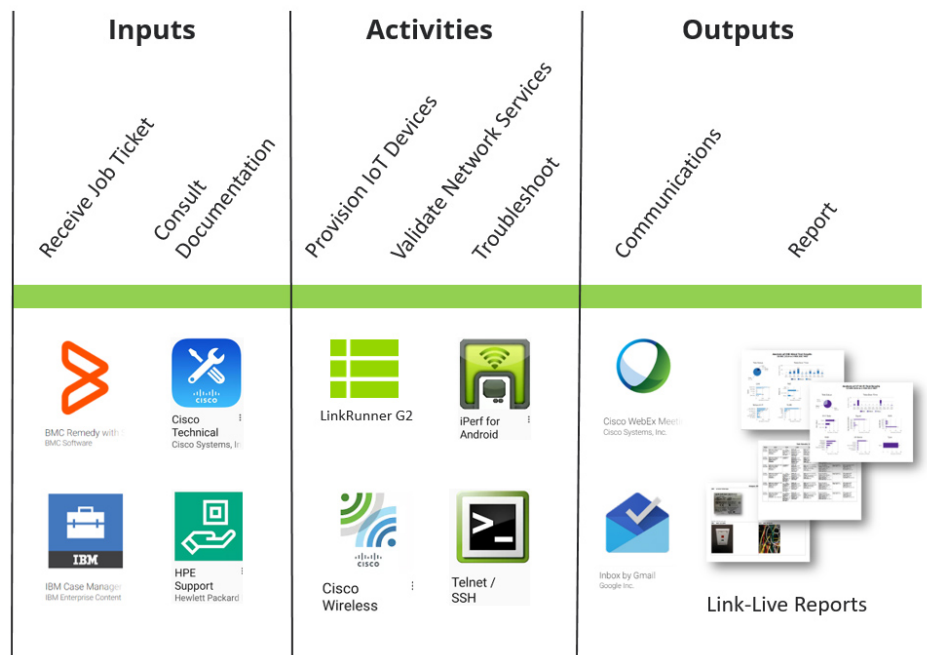 Inputs
Activities
Outputs
Receive Job Ticket
Consult
Documentation
Provision IoT Devices
Validate Network Services
Troubleshoot
Communications
Report
BMC Remedy with
BMC Software
CISCO
Cisco
Technical
Cisco Systems, In
LinkRunner G2
iPerf for
Android
Cisco WebEx Meeti
Cisco Systems, Inc.
IBM
IBM Case Manager
IBM Enterprise Content
HPE
Support
Hewlett Packard
CISCO
Cisco
Wireless
>_
Telnet /
SSH
Inbox by Gmail
Google Inc.
Link-Live Reports